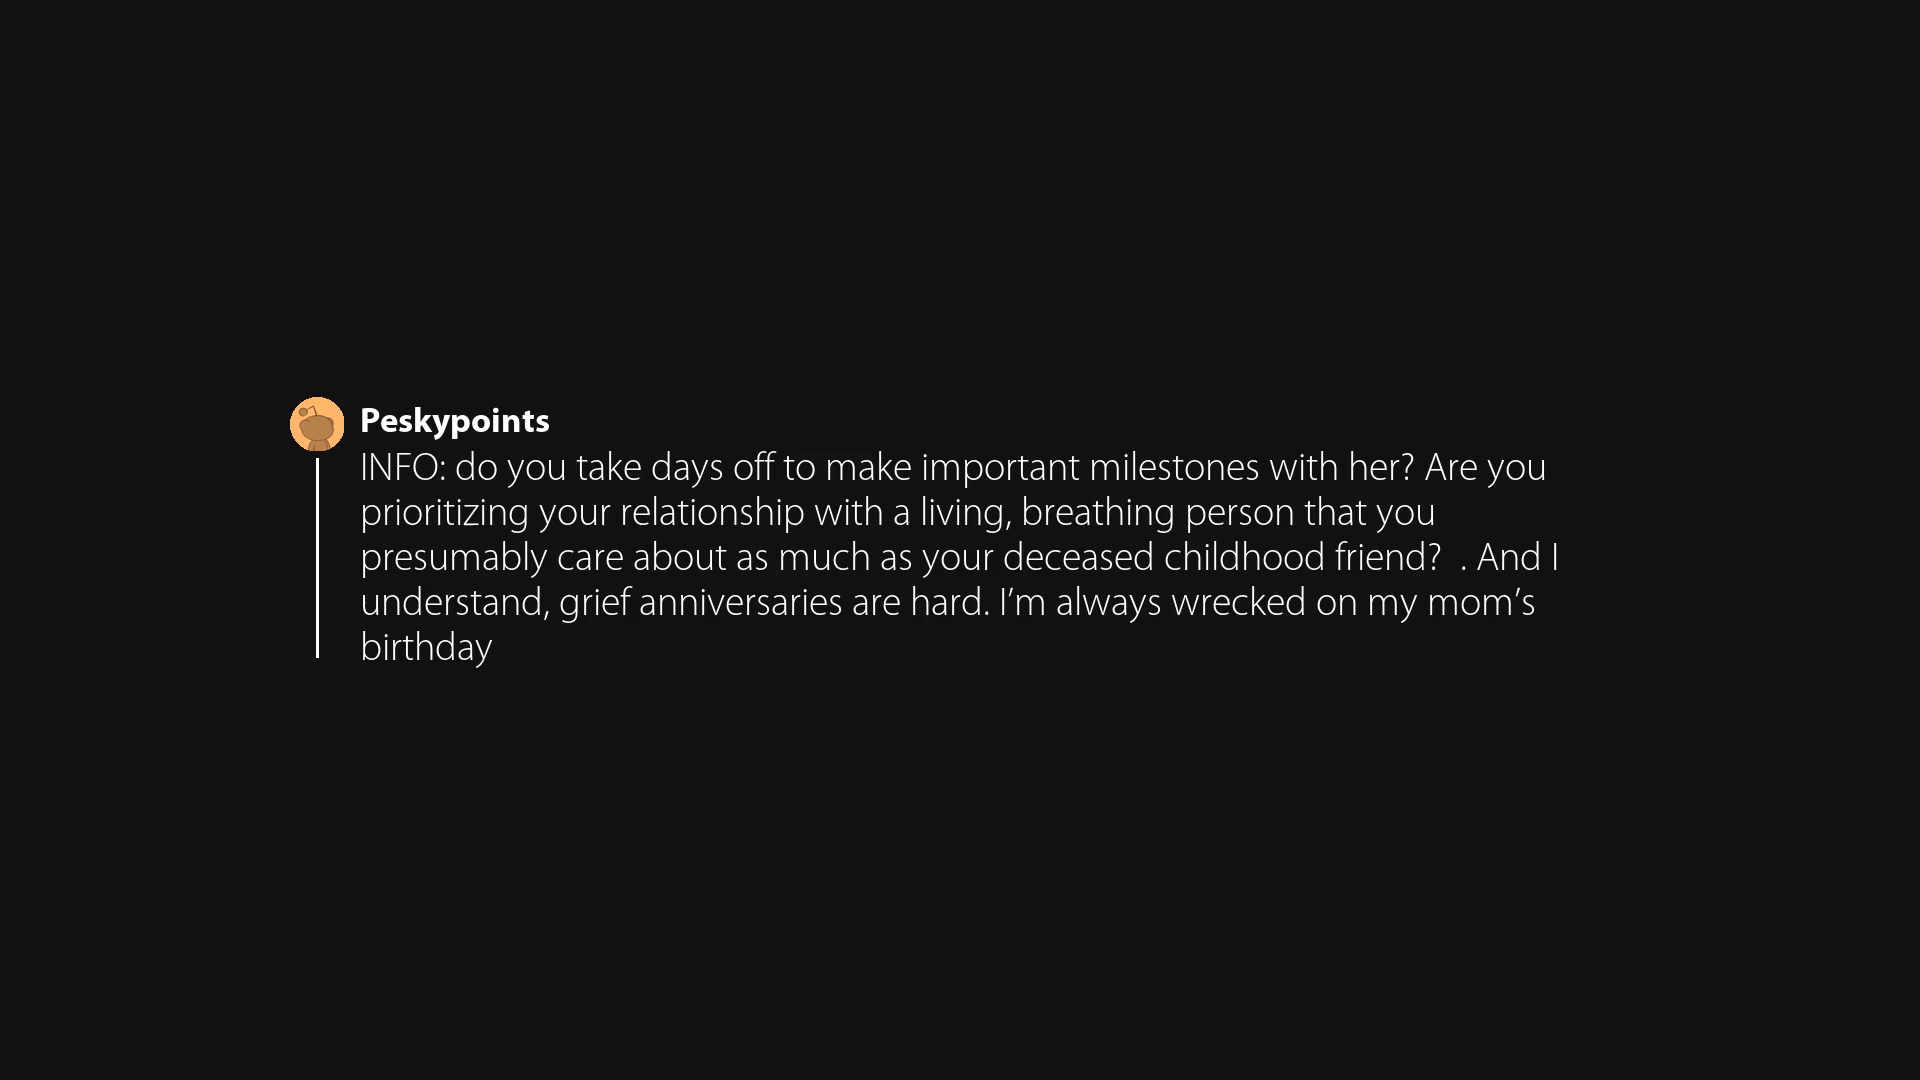 Peskypoints
INFO: do you take days off to make important milestones with her? Are you
prioritizing your relationship with a living, breathing person that you
presumably care about as much as your deceased childhood friend?  . And I
understand, grief anniversaries are hard. I’m always wrecked on my mom’s
birthday